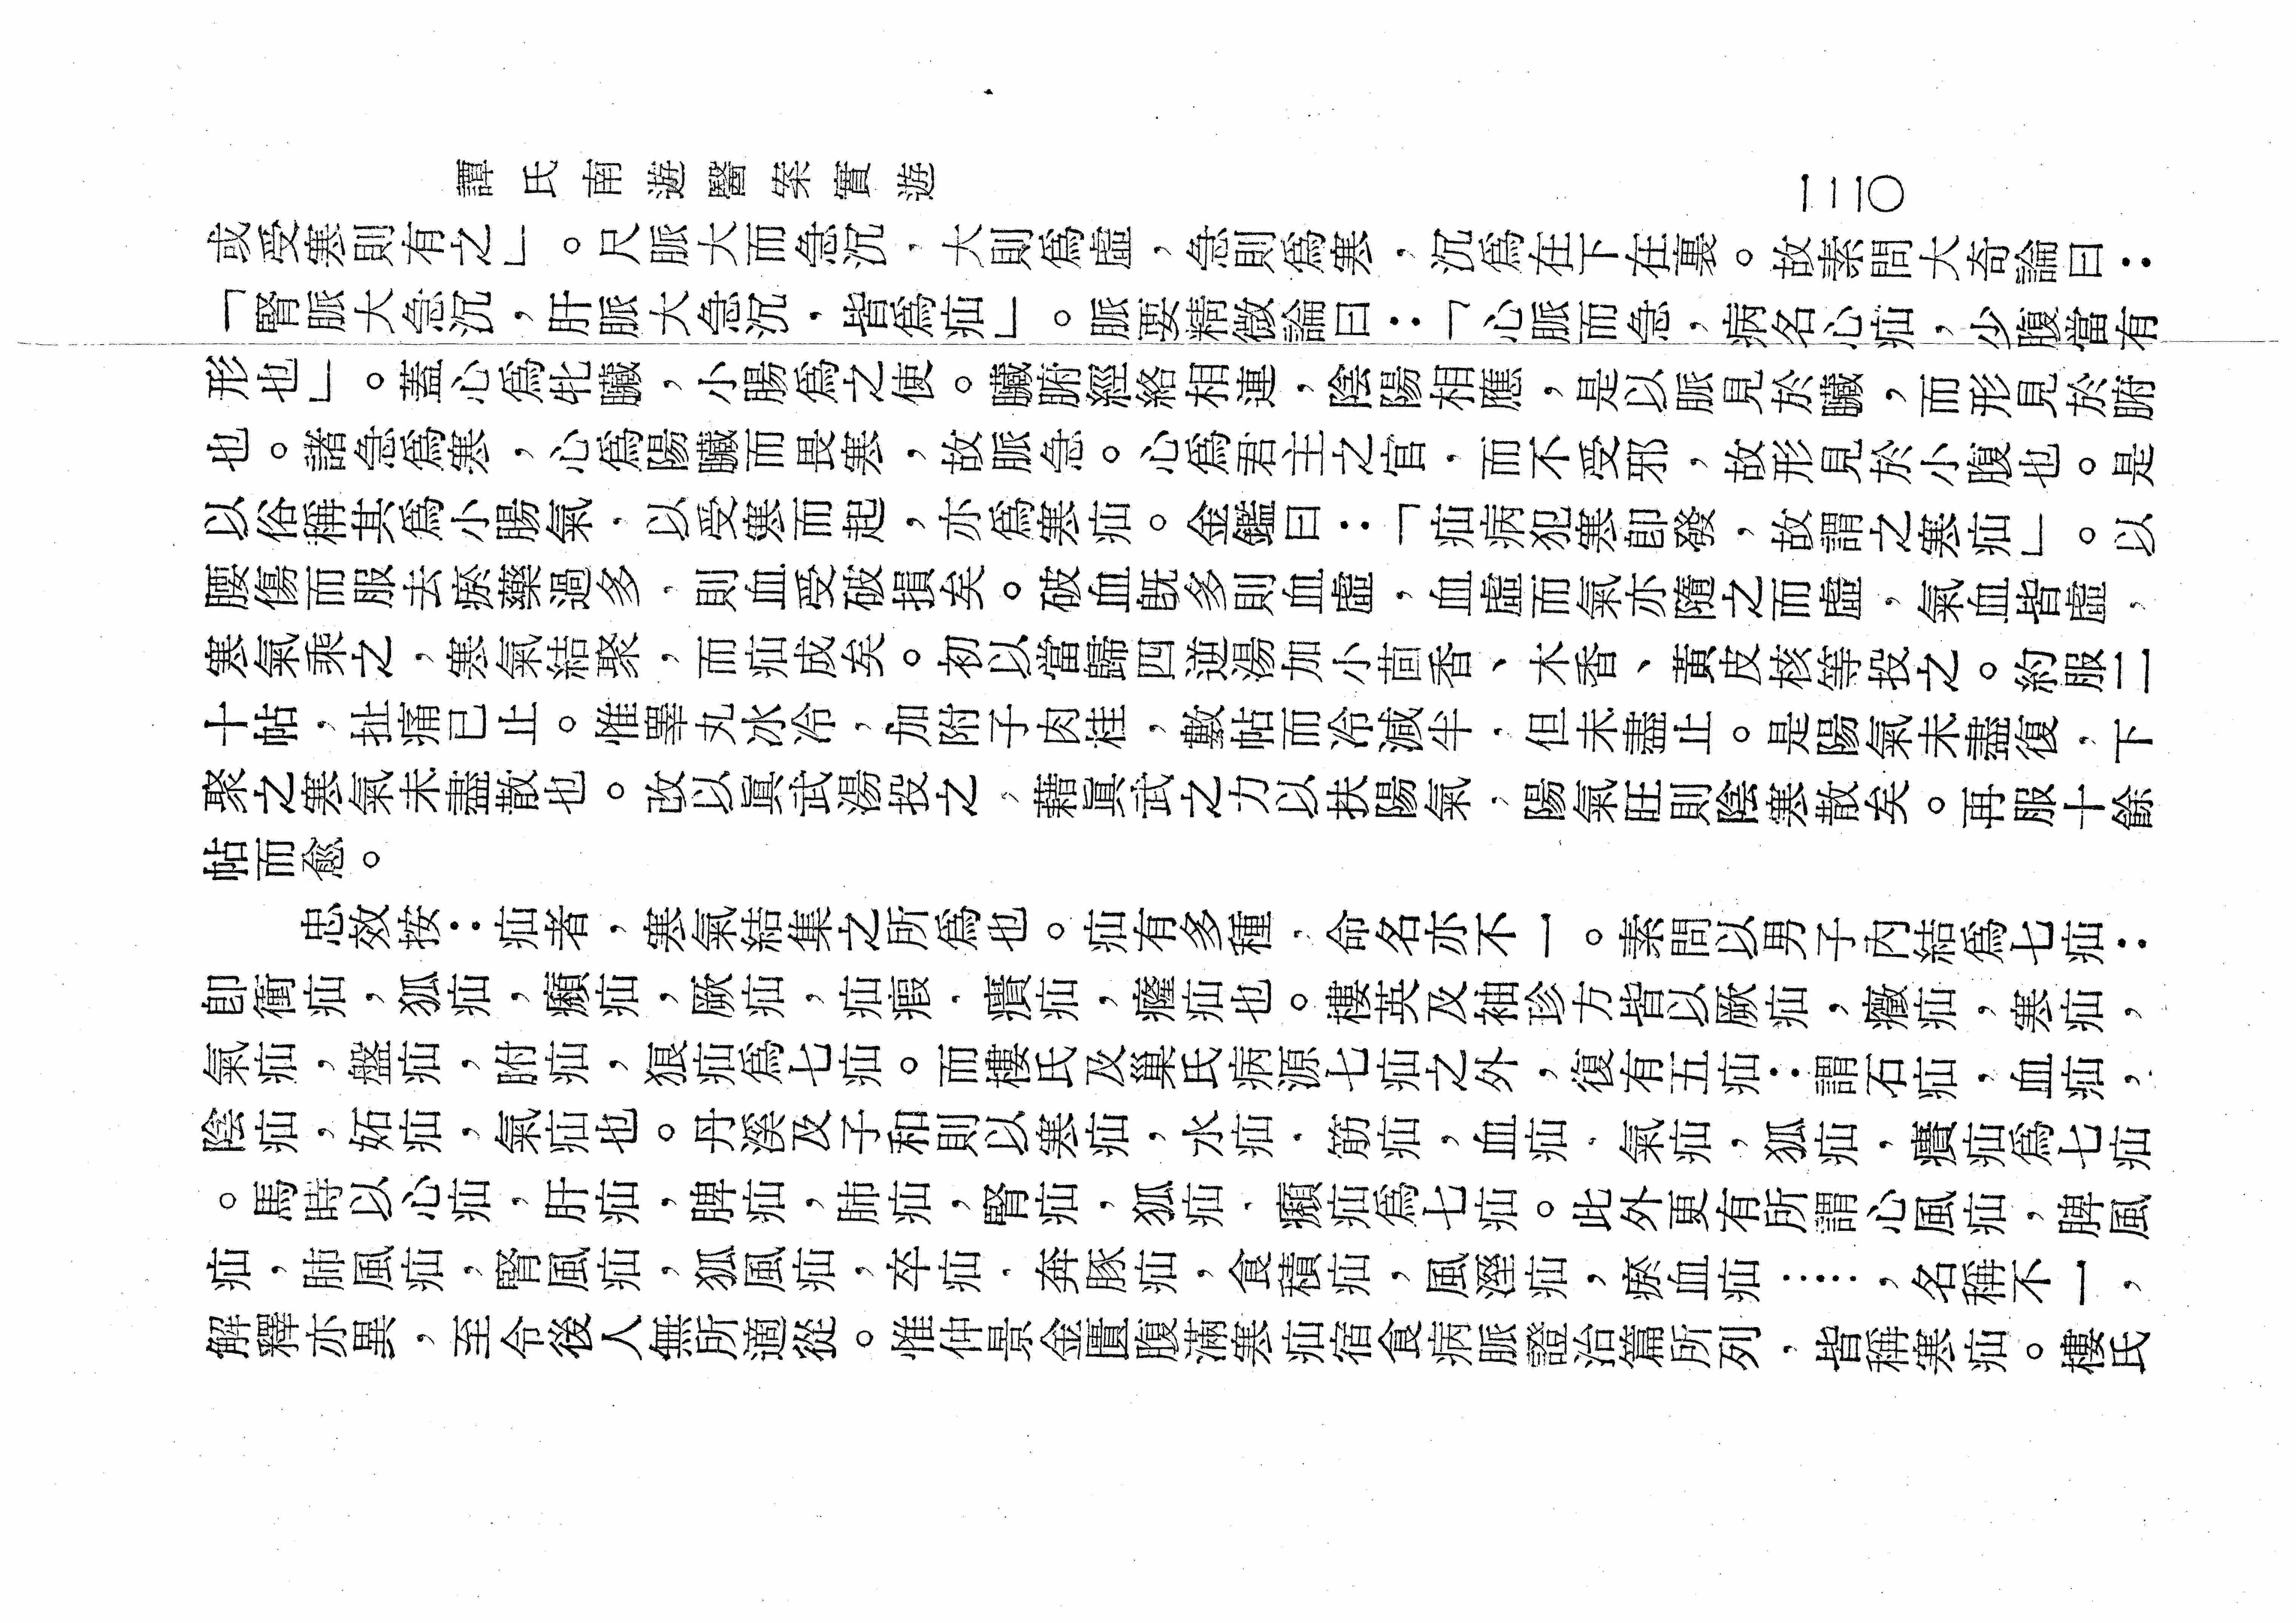 譚氏南遊醫案實遊
一二〇
或受寒則有之」。尺脈大而急沉，大則爲虛，急則爲寒，沉爲在下在裏。故素問大奇論曰：
「腎脈大急沉，肝脈大急沉，皆爲疝」。脈要精微論曰：「心脈而急，病名心疝，少腹當有
形也」。蓋心爲牝臟，小腸爲之使。臟腑經絡相連，陰陽相應，是以脈見於臟，而形見於腑
也。諸急爲寒，心爲陽臟而畏寒，故脈急。心爲君主之官，而不受邪，故形見於小腹也。是
以俗稱其爲小腸氣，以受寒而起，亦爲寒疝。金鑑曰：「疝病犯寒卽發，故謂之寒疝」。以
腰傷而服去瘀藥過多，則血受破損矣。破血旣多則血虛，血虛而氣亦隨之而虛，氣血皆虛，
寒氣乘之，寒氣結聚，而疝成矣。初以當歸四逆湯加小茴香、木香、黃皮核等投之。約服二
十帖，扯痛已止。惟睪丸冰冷，加附子肉桂，數帖而冷減半，但未盡止。是陽氣未盡復，下
聚之寒氣未盡散也。改以眞武湯投之，藉眞武之力以扶陽氣，陽氣旺則陰寒散矣。再服十餘
帖而愈。
忠效按：疝者，寒氣結集之所爲也。疝有多種，命名亦不一。素問以男子內結爲七疝：
卽衝疝，狐疝，癩疝，厥疝，疝瘕，㿉疝，癃疝也。樓英及袖珍方皆以厥疝，癥疝，寒疝，
氣疝，盤疝，胕疝，狼疝爲七疝。而樓氏及巢氏病源七疝之外，復有五疝：謂石疝，血疝，
陰疝，妬疝，氣疝也。丹溪及子和則以寒疝，水疝，筋疝，血疝，氣疝，狐疝，㿉疝爲七疝
。馬時以心疝，肝疝，脾疝，肺疝，腎疝，狐疝，癩疝爲七疝。此外更有所謂心風疝，脾風
疝，肺風疝，腎風疝，狐風疝，卒疝，奔豚疝，食積疝，風溼疝，瘀血疝……，名稱不一，
解釋亦異，至令後人無所適從。惟仲景金匱腹滿寒疝宿食病脈證治篇所列，皆稱寒疝。樓氏